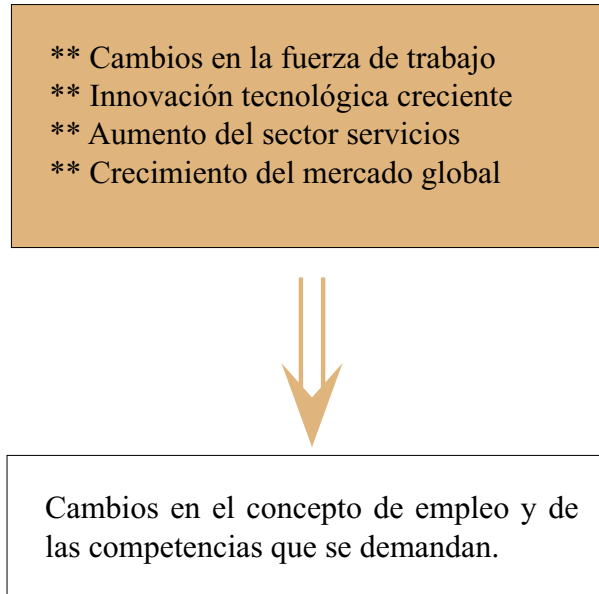 ** Cambios en la fuerza de trabajo
** Innovación tecnológica creciente
** Aumento del sector servicios
** Crecimiento del mercado global
Cambios en el concepto de empleo y de
las competencias que se demandan.